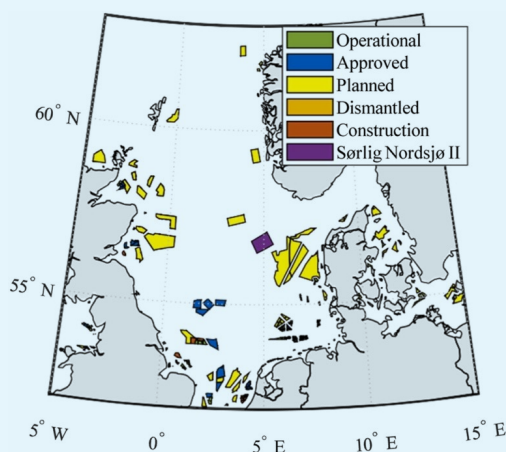 Operational
Approved
Planned
Dismantled
Construction
Sørlig Nordsjø II
60° N
55° N
5° W
0°
5° E
10° E
15° E